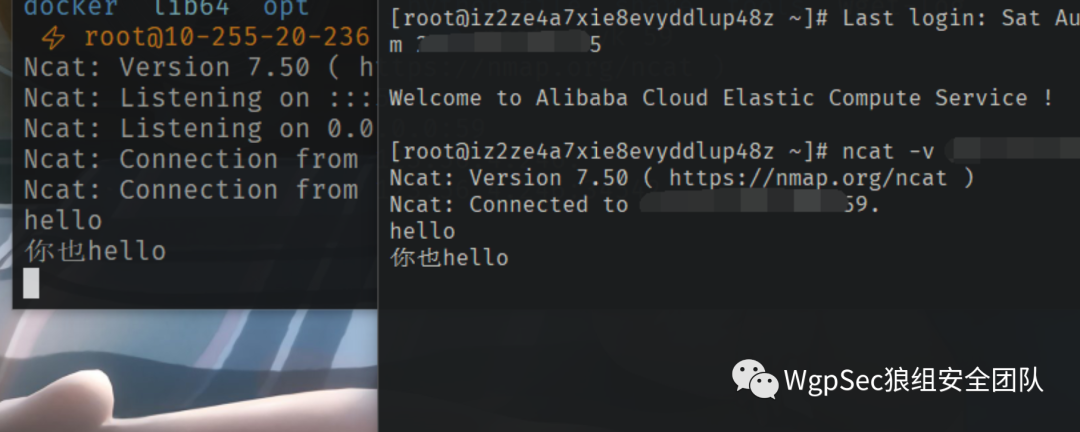 docker lib64 opt
root@10-255-20-236
Ncat: Version 7.50 (
Ncat: Listening on :::
Ncat: Listening on 0.0
Ncat: Connection from
Ncat: Connection from
hello
你也hello
[root@iz2ze4a7xie8evyddlup48z ~]# Last login: Sat Au
m 5
Welcome to Alibaba Cloud Elastic Compute Service !
[root@iz2ze4a7xie8evyddlup48z ~]# ncat -v
Ncat: Version 7.50 ( https://nmap.org/ncat )
Ncat: Connected to 59.
hello
你也hello
WgpSec狼组安全团队